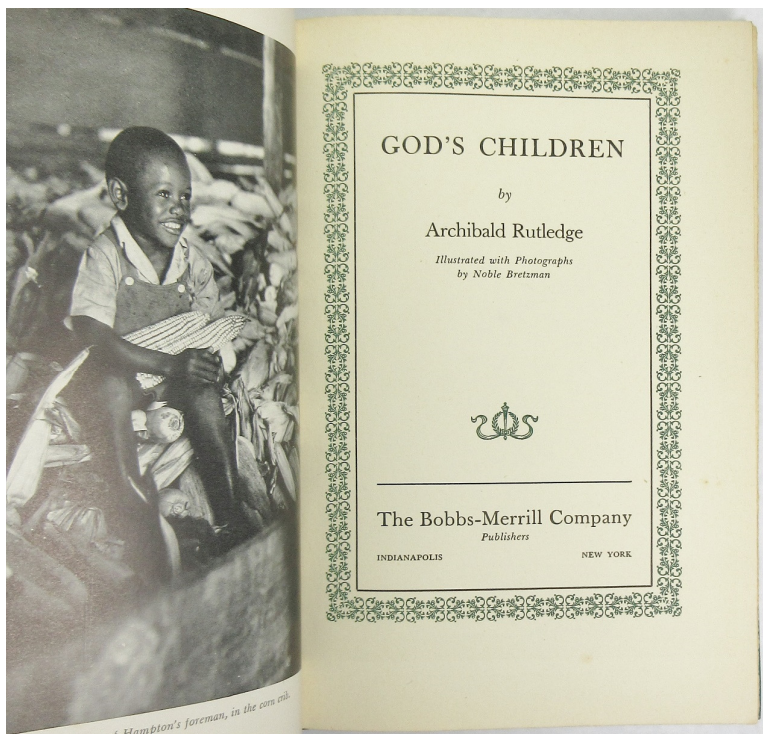 Hampton's foreman, in the corn crib.
GOD'S CHILDREN
by
Archibald Rutledge
Illustrated with Photographs
by Noble Bretzman
The Bobbs-Merrill Company
Publishers
INDIANAPOLIS NEW YORK